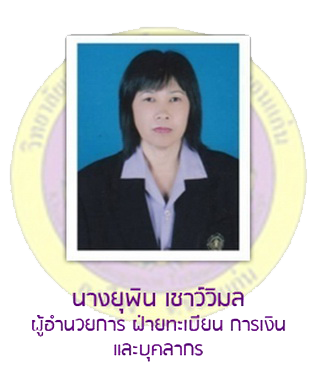 นางยุพิน เชาว์วิมล
ผู้อำนวยการ ฝ่ายทะเบียน การเงิน
และบุคลากร